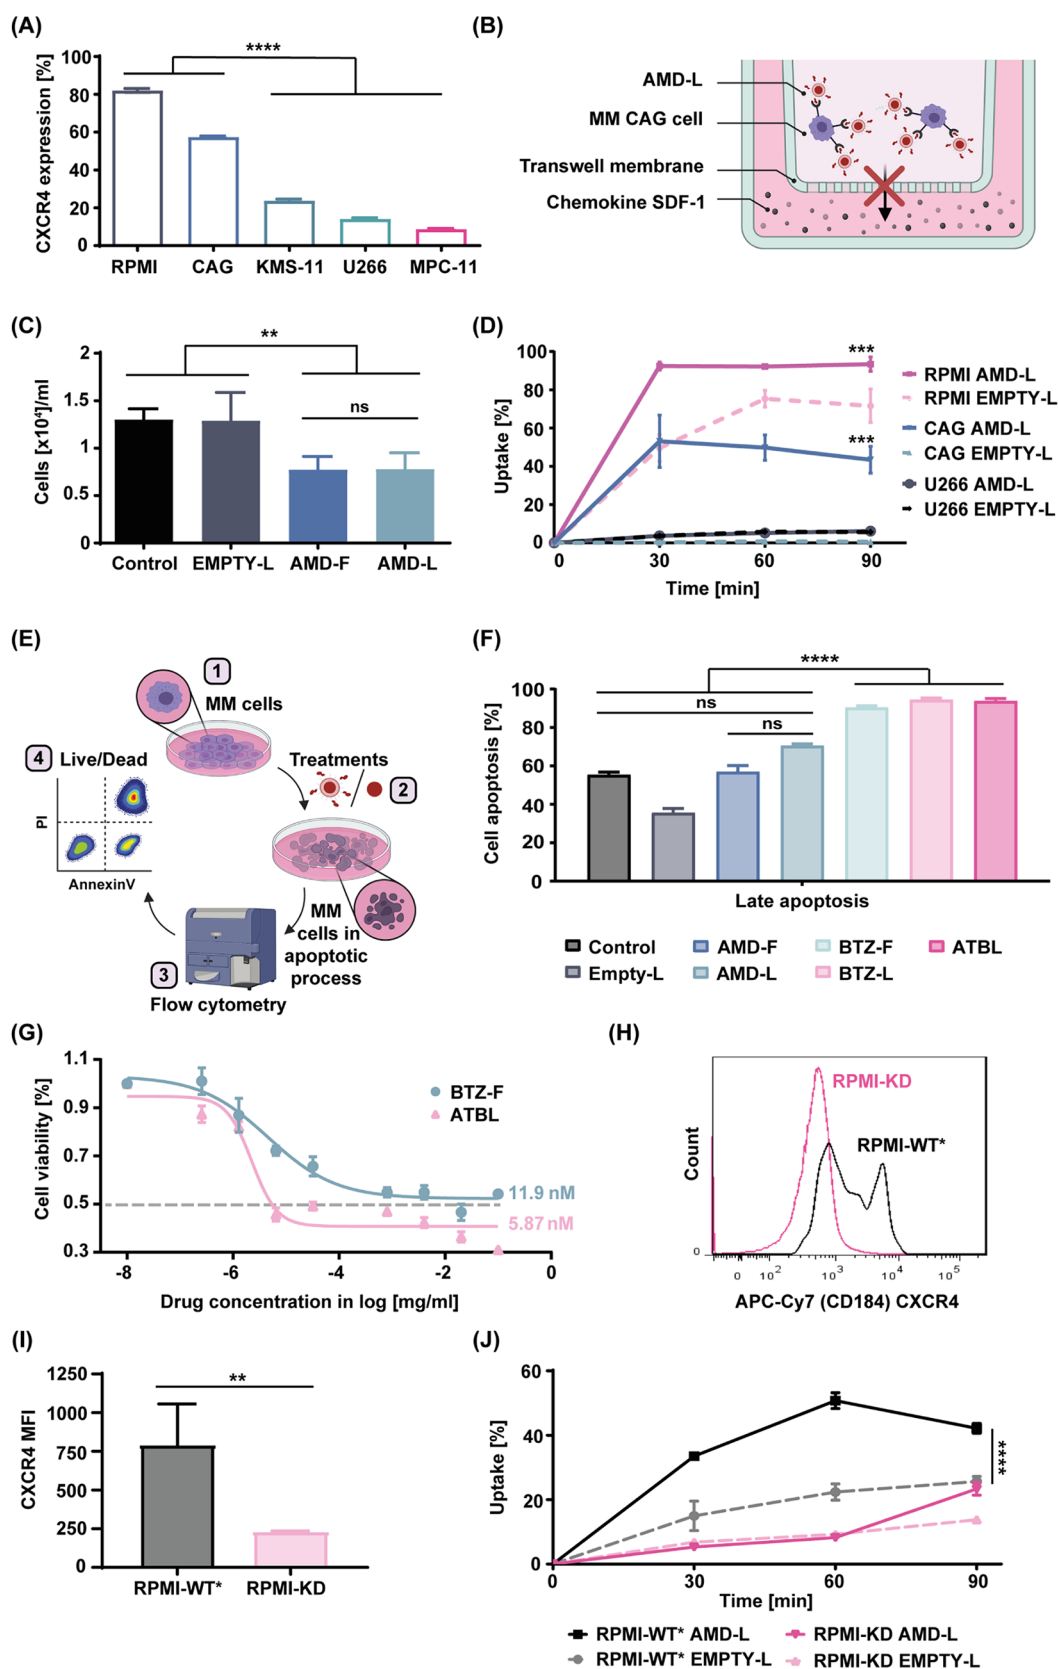 (A)
CXCR4 expression [%]
100
80
60
40
20
0
****
RPMI CAG KMS-11 U266 MPC-11
(B)
AMD-L
MM CAG cell
Transwell membrane
Chemokine SDF-1
(C)
Cells [x10⁴]/ml
2
1.5
1
0.5
0
**
ns
Control EMPTY-L AMD-F AMD-L
(D)
Uptake [%]
100
80
60
40
20
0
***
***
0 30 60 90
Time [min]
RPMI AMD-L
RPMI EMPTY-L
CAG AMD-L
CAG EMPTY-L
U266 AMD-L
U266 EMPTY-L
(E)
1
MM cells
4 Live/Dead
Treatments
2
PI
AnnexinV
MM
cells in
apoptotic
process
3
Flow cytometry
(F)
Cell apoptosis [%]
100
80
60
40
20
0
****
ns
ns
Late apoptosis
Control AMD-F BTZ-F ATBL
Empty-L AMD-L BTZ-L
(G)
Cell viability [%]
1.1
0.9
0.7
0.5
0.3
BTZ-F
ATBL
11.9 nM
5.87 nM
-8 -6 -4 -2 0
Drug concentration in log [mg/ml]
(H)
RPMI-KD
RPMI-WT*
Count
0
0 10² 10³ 10⁴ 10⁵
APC-Cy7 (CD184) CXCR4
(I)
CXCR4 MFI
1250
1000
750
500
250
0
**
RPMI-WT* RPMI-KD
(J)
Uptake [%]
60
40
20
0
****
0 30 60 90
Time [min]
RPMI-WT* AMD-L RPMI-KD AMD-L
RPMI-WT* EMPTY-L RPMI-KD EMPTY-L